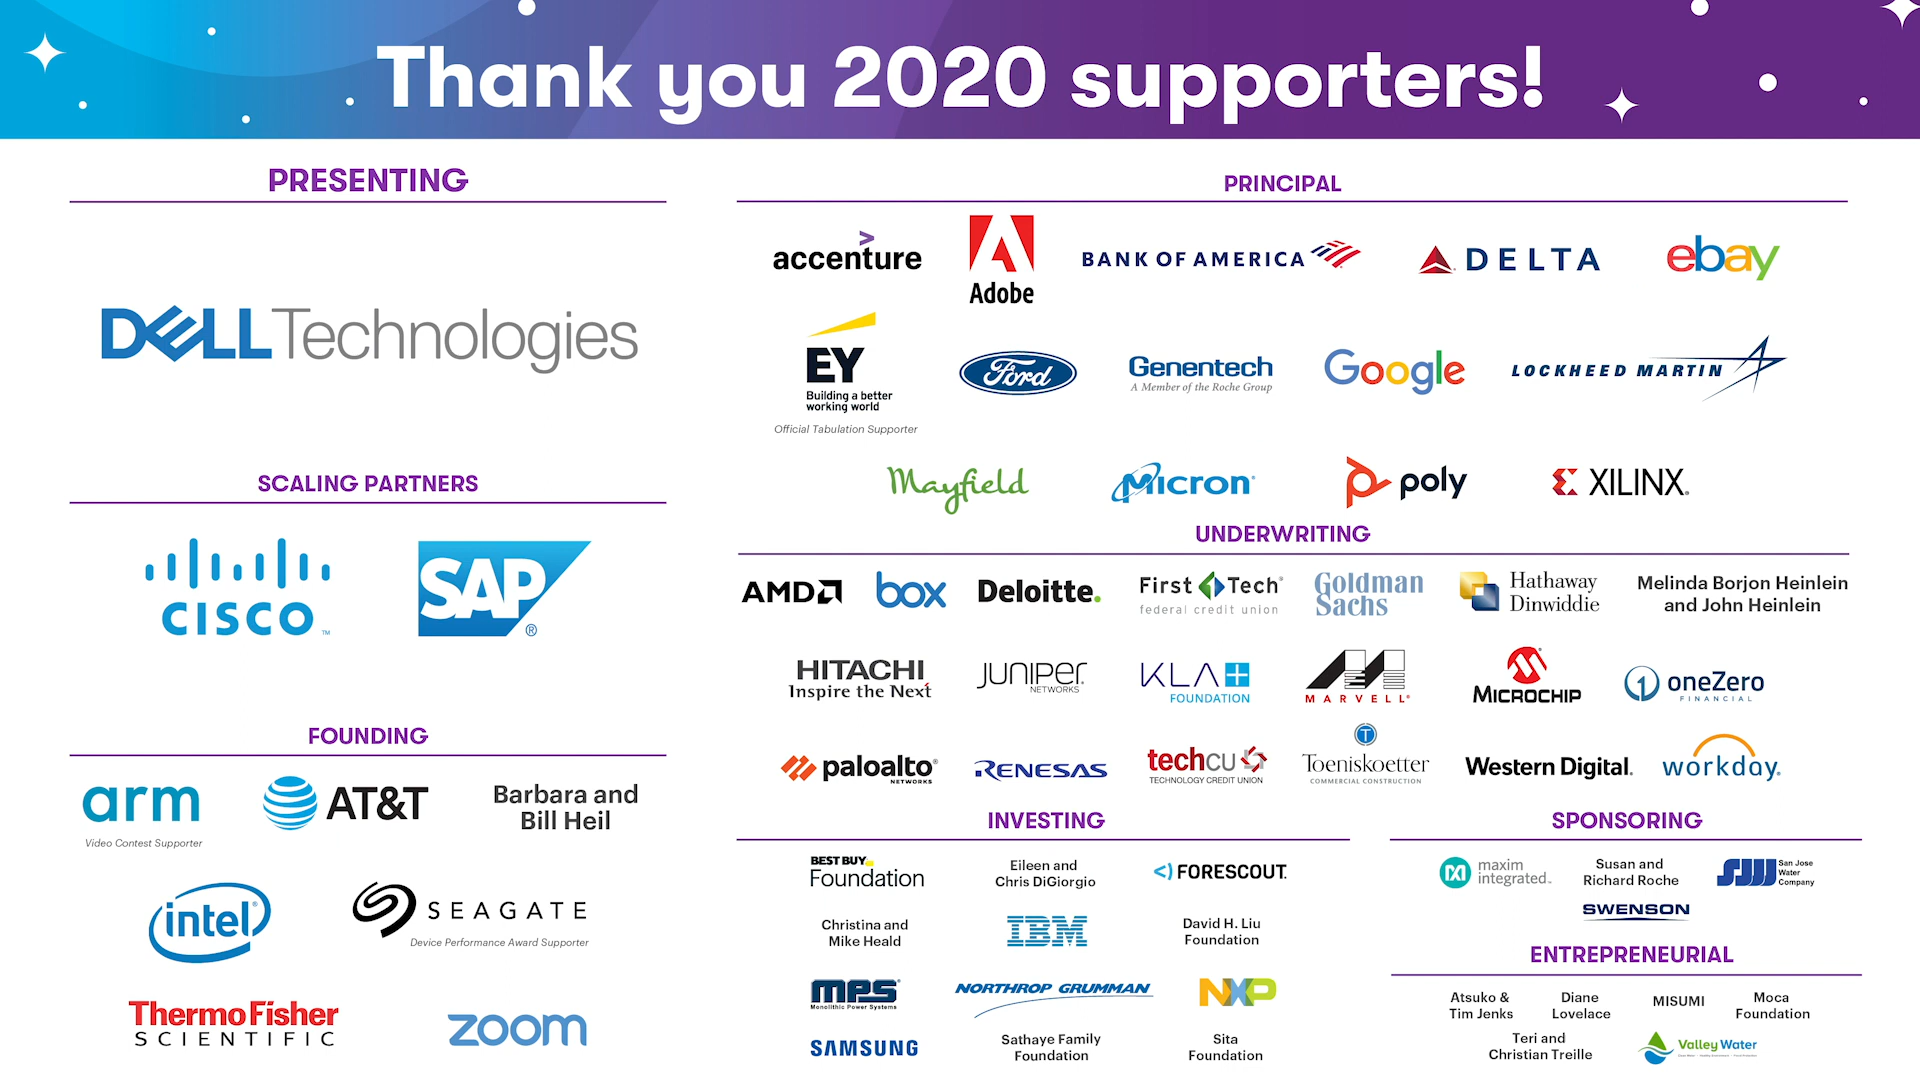 Thank you 2020 supporters!
PRESENTING
DELL Technologies
SCALING PARTNERS
CISCO ™
SAP ®
FOUNDING
arm
Video Contest Supporter
AT&T
Barbara and
Bill Heil
intel®
SEAGATE
Device Performance Award Supporter
ThermoFisher
SCIENTIFIC
zoom
PRINCIPAL
accenture
Adobe
BANK OF AMERICA
DELTA
ebay
EY
Building a better
working world
Official Tabulation Supporter
Ford
Genentech
A Member of the Roche Group
Google
LOCKHEED MARTIN
Mayfield
Micron®
poly
XILINX
UNDERWRITING
AMD
box
Deloitte.
First Tech®
federal credit union
Goldman
Sachs
Hathaway
Dinwiddie
Melinda Borjon Heinlein
and John Heinlein
HITACHI
Inspire the Next
JUNIPER
NETWORKS
KLA
FOUNDATION
MARVELL®
MICROCHIP
oneZero
FINANCIAL
paloalto®
NETWORKS
RENESAS
techcu
TECHNOLOGY CREDIT UNION
T
Toeniskoetter
COMMERCIAL CONSTRUCTION
Western Digital.
workday.
INVESTING
BEST BUY
Foundation
Eileen and
Chris DiGiorgio
FORESCOUT.
Christina and
Mike Heald
IBM
David H. Liu
Foundation
MPS
Monolithic Power Systems
NORTHROP GRUMMAN
NXP
SAMSUNG
Sathaye Family
Foundation
Sita
Foundation
SPONSORING
maxim
integrated™
Susan and
Richard Roche
SJW
San Jose
Water
Company
SWENSON
ENTREPRENEURIAL
Atsuko &
Tim Jenks
Diane
Lovelace
MISUMI
Moca
Foundation
Teri and
Christian Treille
Valley Water